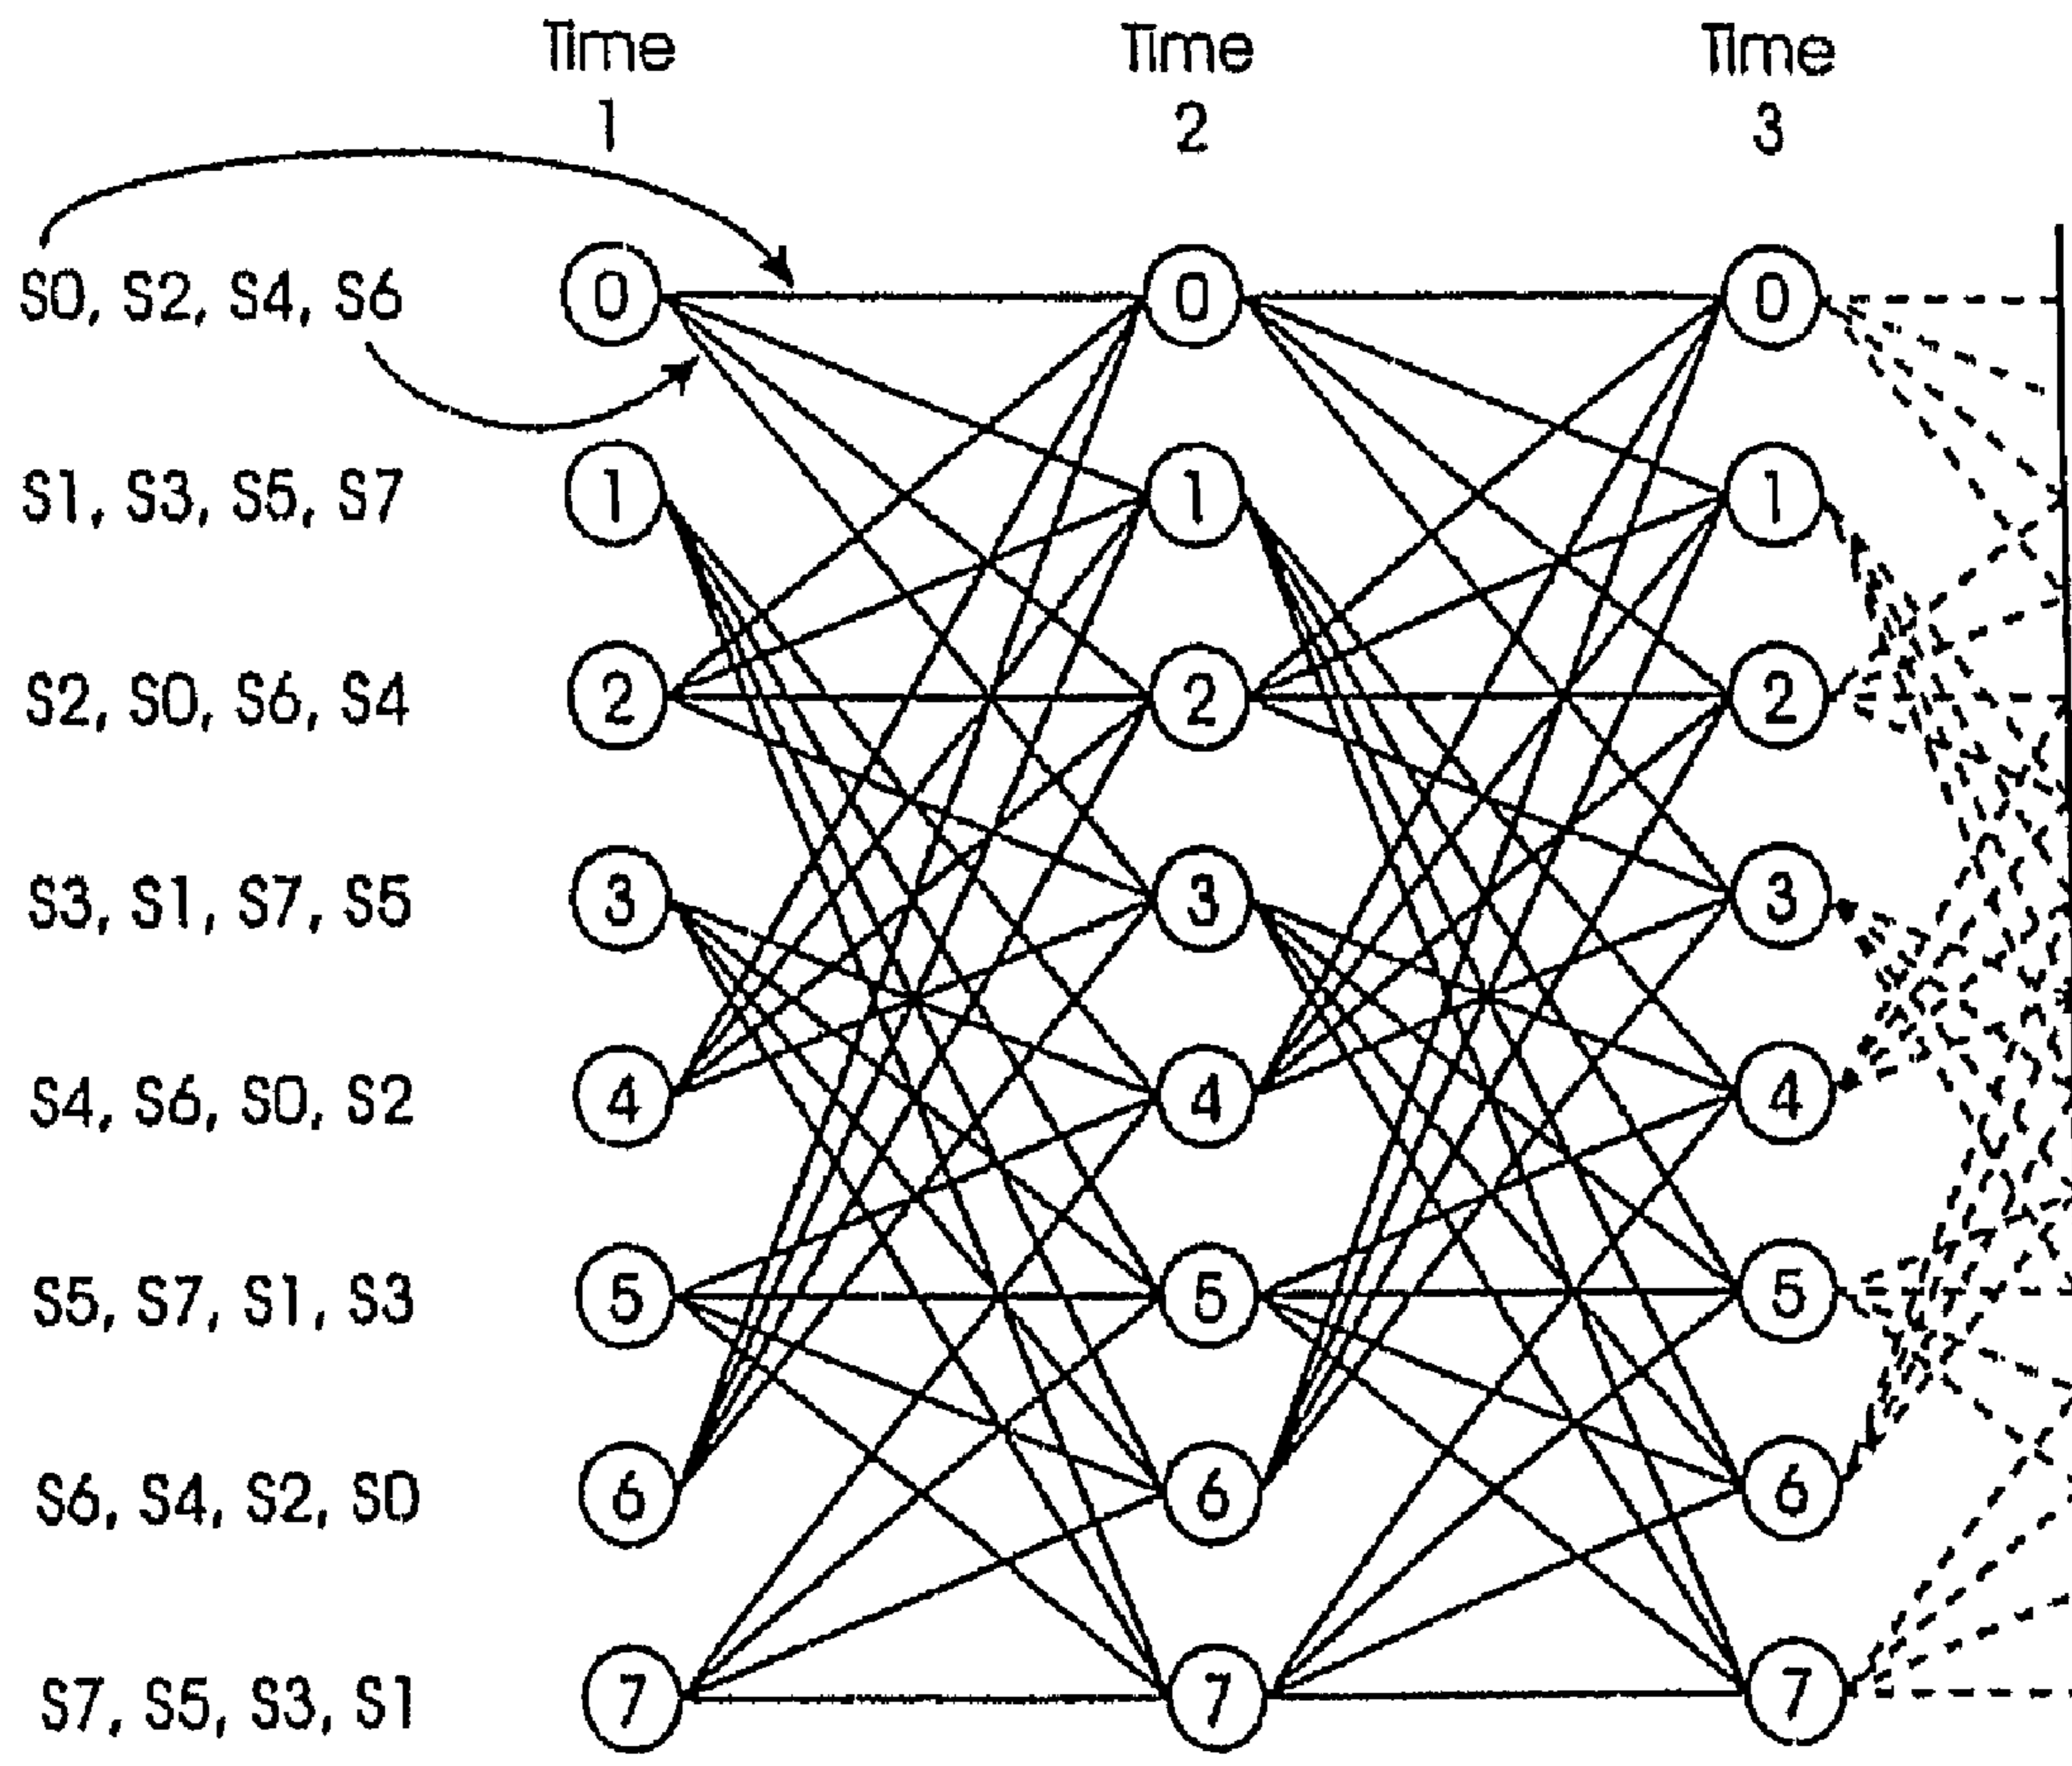 Time Time Time
1 2 3
S0, S2, S4, S6 0 0 0
S1, S3, S5, S7 1 1 1
S2, S0, S6, S4 2 2 2
S3, S1, S7, S5 3 3 3
S4, S6, S0, S2 4 4 4
S5, S7, S1, S3 5 5 5
S6, S4, S2, S0 6 6 6
S7, S5, S3, S1 7 7 7